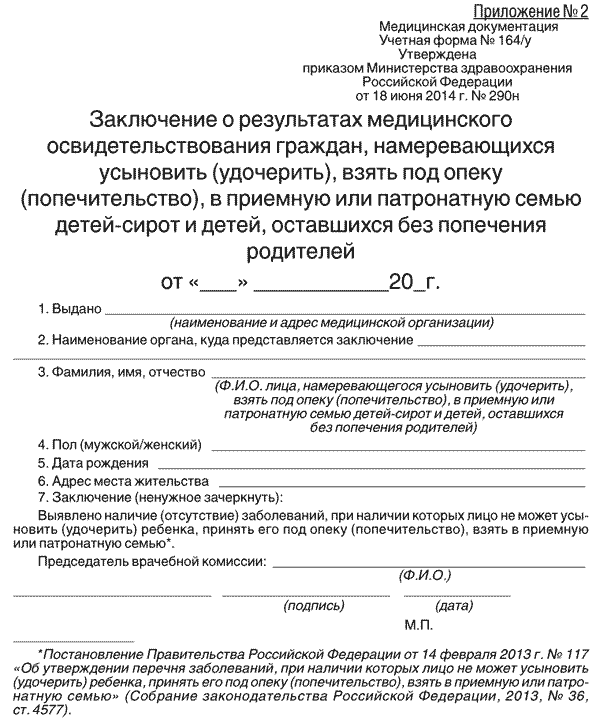 Приложение № 2
Медицинская документация
Учетная форма № 164/у
Утверждена
приказом Министерства здравоохранения
Российской Федерации
от 18 июня 2014 г. № 290н
Заключение о результатах медицинского
освидетельствования граждан, намеревающихся
усыновить (удочерить), взять под опеку
(попечительство), в приемную или патронатную семью
детей-сирот и детей, оставшихся без попечения
родителей
от «___» ___________20_г.
1. Выдано
(наименование и адрес медицинской организации)
2. Наименование органа, куда представляется заключение
3. Фамилия, имя, отчество
(Ф.И.О. лица, намеревающегося усыновить (удочерить),
взять под опеку (попечительство), в приемную или
патронатную семью детей-сирот и детей, оставшихся
без попечения родителей)
4. Пол (мужской/женский)
5. Дата рождения
6. Адрес места жительства
7. Заключение (ненужное зачеркнуть):
Выявлено наличие (отсутствие) заболеваний, при наличии которых лицо не может усы-
новить (удочерить) ребенка, принять его под опеку (попечительство), взять в приемную
или патронатную семью*.
Председатель врачебной комиссии:
(Ф.И.О.)
(подпись) (дата)
М.П.
*Постановление Правительства Российской Федерации от 14 февраля 2013 г. № 117
«Об утверждении перечня заболеваний, при наличии которых лицо не может усыновить
(удочерить) ребенка, принять его под опеку (попечительство), взять в приемную или патро-
натную семью» (Собрание законодательства Российской Федерации, 2013, № 36,
ст. 4577).